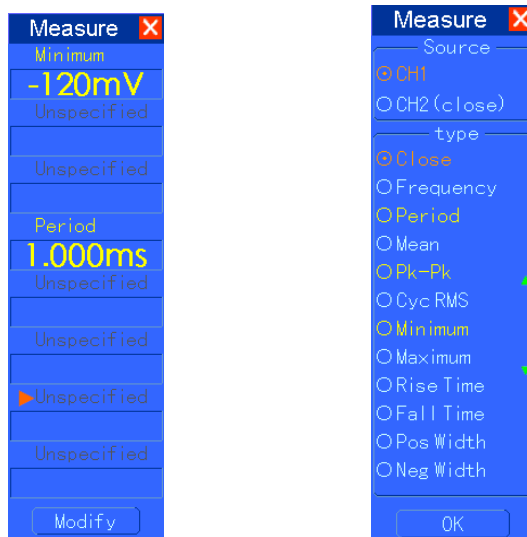 Measure X
Minimum
-120mV
Unspecified
Unspecified
Period
1.000ms
Unspecified
Unspecified
Unspecified
Unspecified
Modify
Measure X
Source
CH1
CH2(close)
type
Close
Frequency
Period
Mean
Pk-Pk
Cyc RMS
Minimum
Maximum
Rise Time
Fall Time
Pos Width
Neg Width
OK